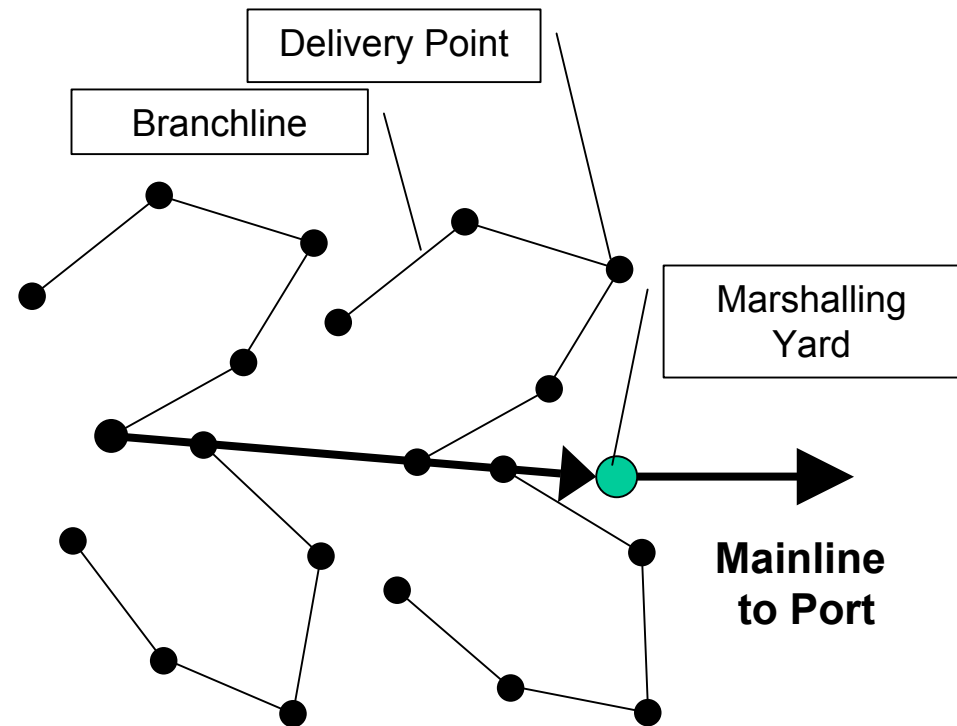 Delivery Point
Branchline
Marshalling
Yard
Mainline
to Port